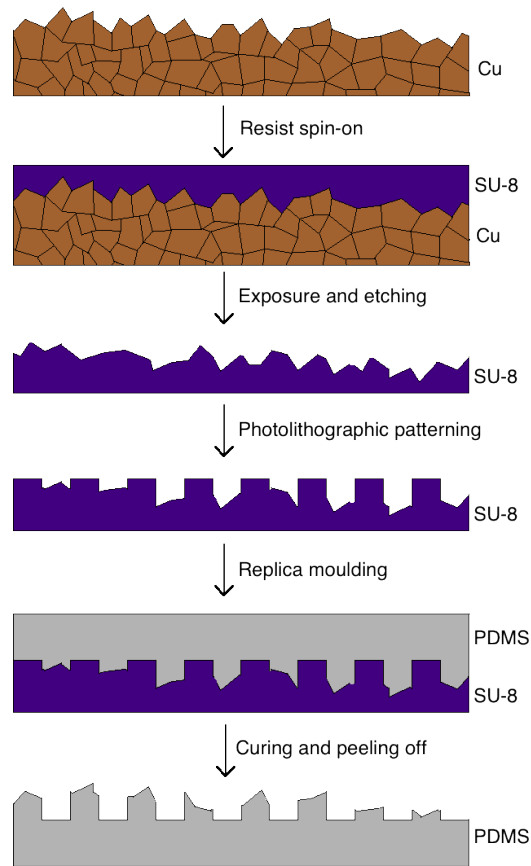 Cu
Resist spin-on
SU-8
Cu
Exposure and etching
SU-8
Photolithographic patterning
SU-8
Replica moulding
PDMS
SU-8
Curing and peeling off
PDMS